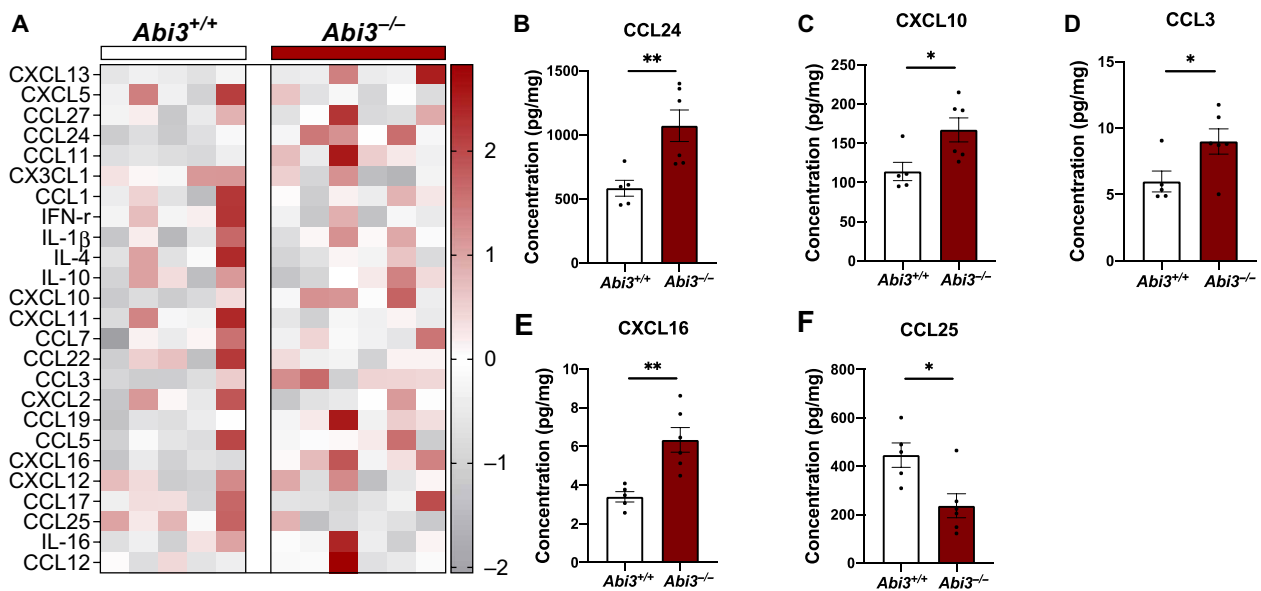 A
Abi3+/+
Abi3–/–
CXCL13
CXCL5
CCL27
CCL24
CCL11
CX3CL1
CCL1
IFN-r
IL-1β
IL-4
IL-10
CXCL10
CXCL11
CCL7
CCL22
CCL3
CXCL2
CCL19
CCL5
CXCL16
CXCL12
CCL17
CCL25
IL-16
CCL12
2
1
0
–1
–2
B
CCL24
**
Concentration (pg/mg)
1500
1000
500
0
Abi3+/+
Abi3–/–
C
CXCL10
*
Concentration (pg/mg)
250
200
150
100
50
0
Abi3+/+
Abi3–/–
D
CCL3
*
Concentration (pg/mg)
15
10
5
0
Abi3+/+
Abi3–/–
E
CXCL16
**
Concentration (pg/mg)
10
8
6
4
2
0
Abi3+/+
Abi3–/–
F
CCL25
*
Concentration (pg/mg)
800
600
400
200
0
Abi3+/+
Abi3–/–